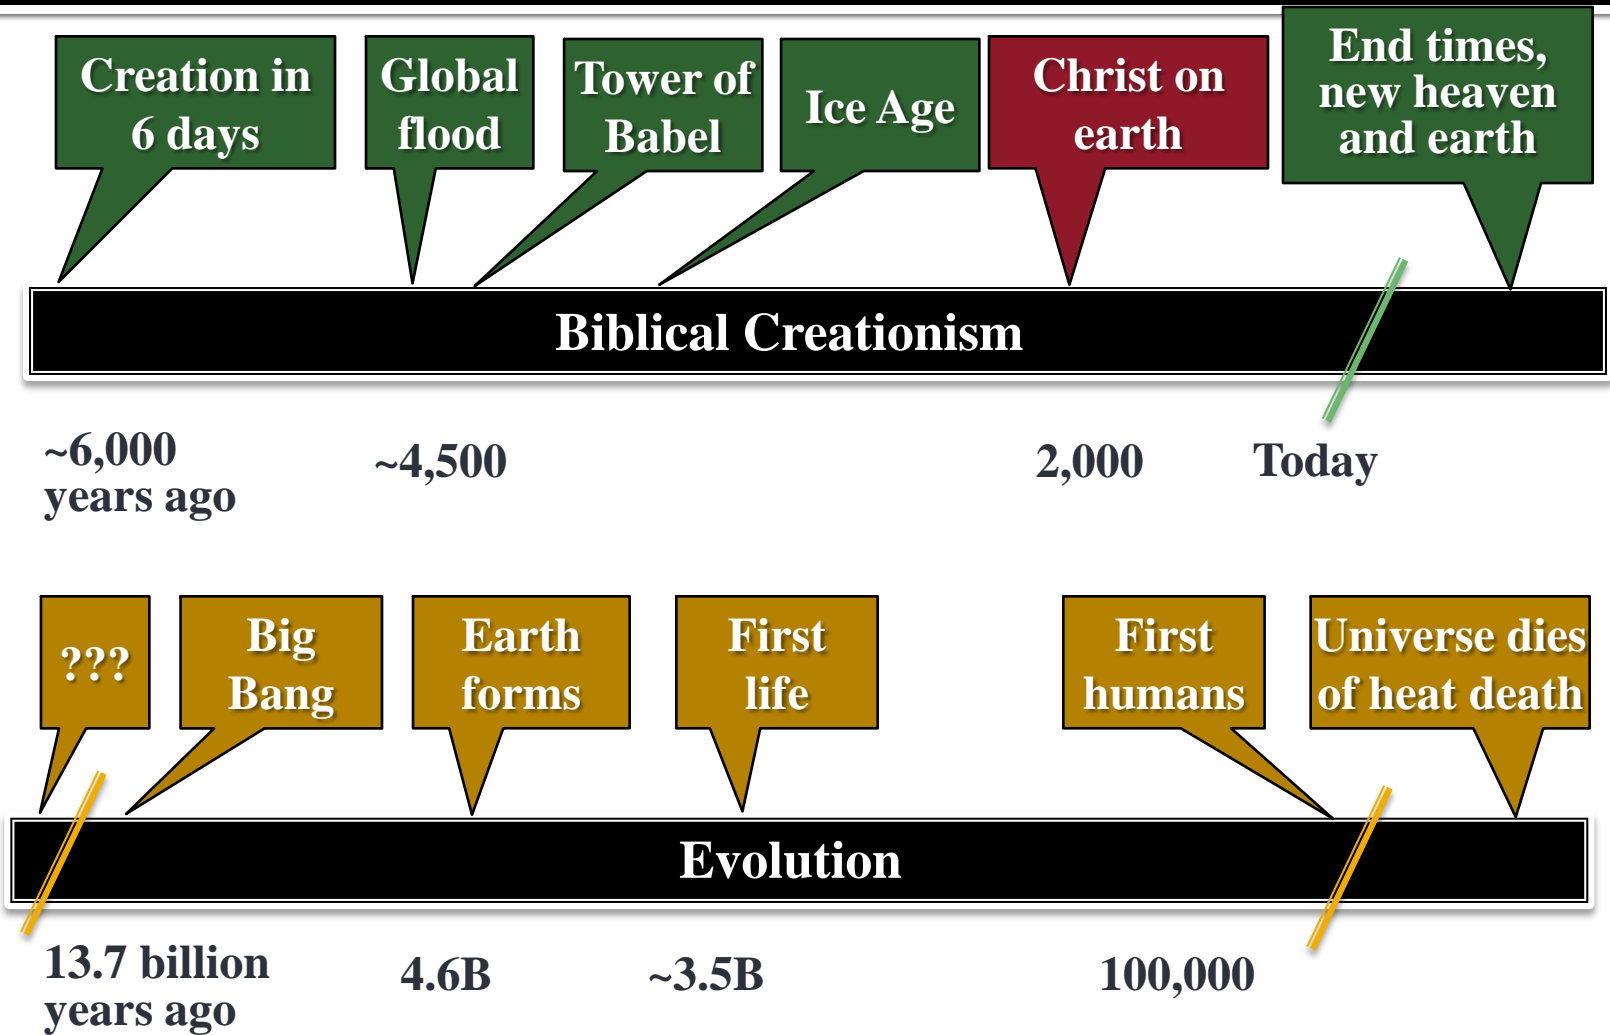 Creation in
6 days
Global
flood
Tower of
Babel
Ice Age
Christ on
earth
End times,
new heaven
and earth
Biblical Creationism
~6,000
years ago
~4,500
2,000
Today
???
Big
Bang
Earth
forms
First
life
First
humans
Universe dies
of heat death
Evolution
13.7 billion
years ago
4.6B
~3.5B
100,000